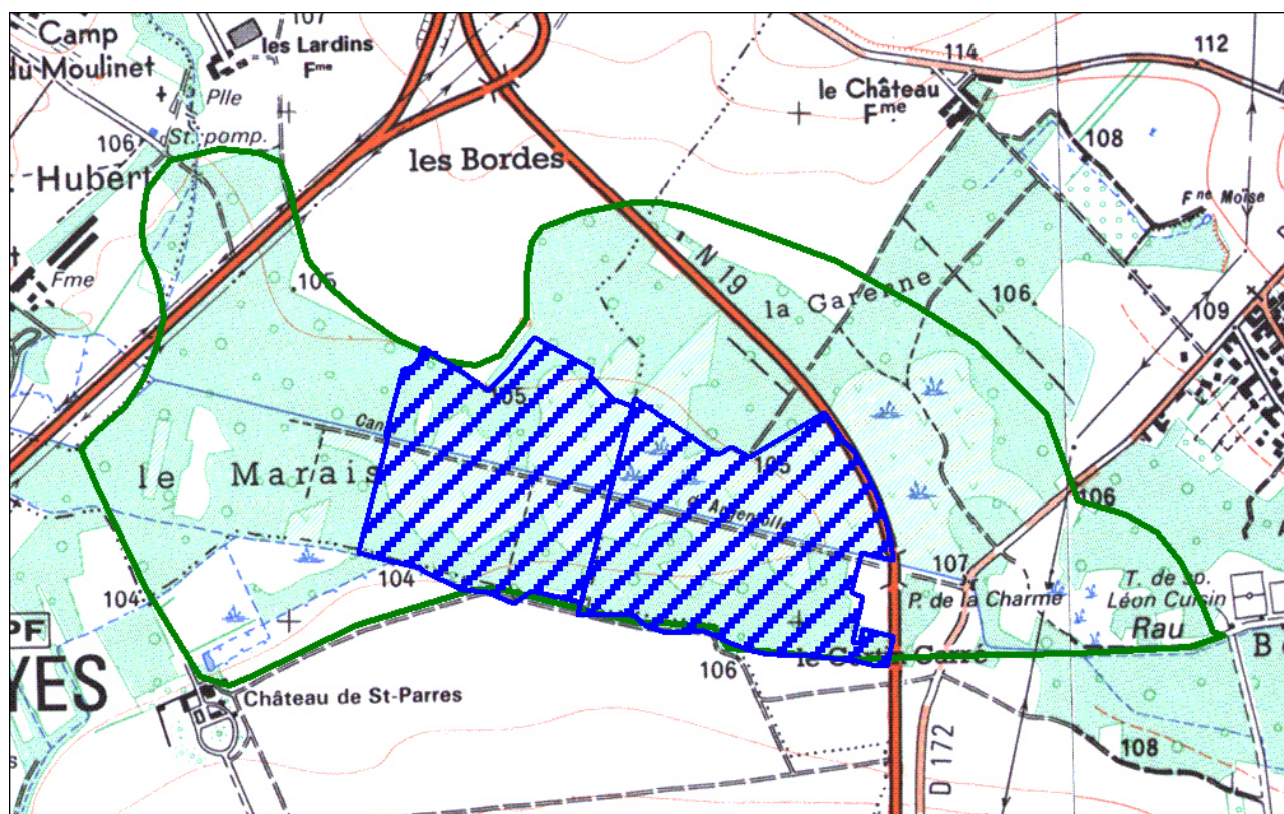 107
Camp
du Moulinet
les Lardins
Fme
114
112
le Château
Fme
Plle
St. pomp.
106
108
les Bordes
Hubert
Fne Moïse
Fme
N 19
la Garenne
105
106
109
105
Can
le Marais
105
106
104
107
104
P. de la Charme
T. de sp.
Léon Cuisin
Rau
PF
YES
B
106
Château de St-Parres
D 172
108